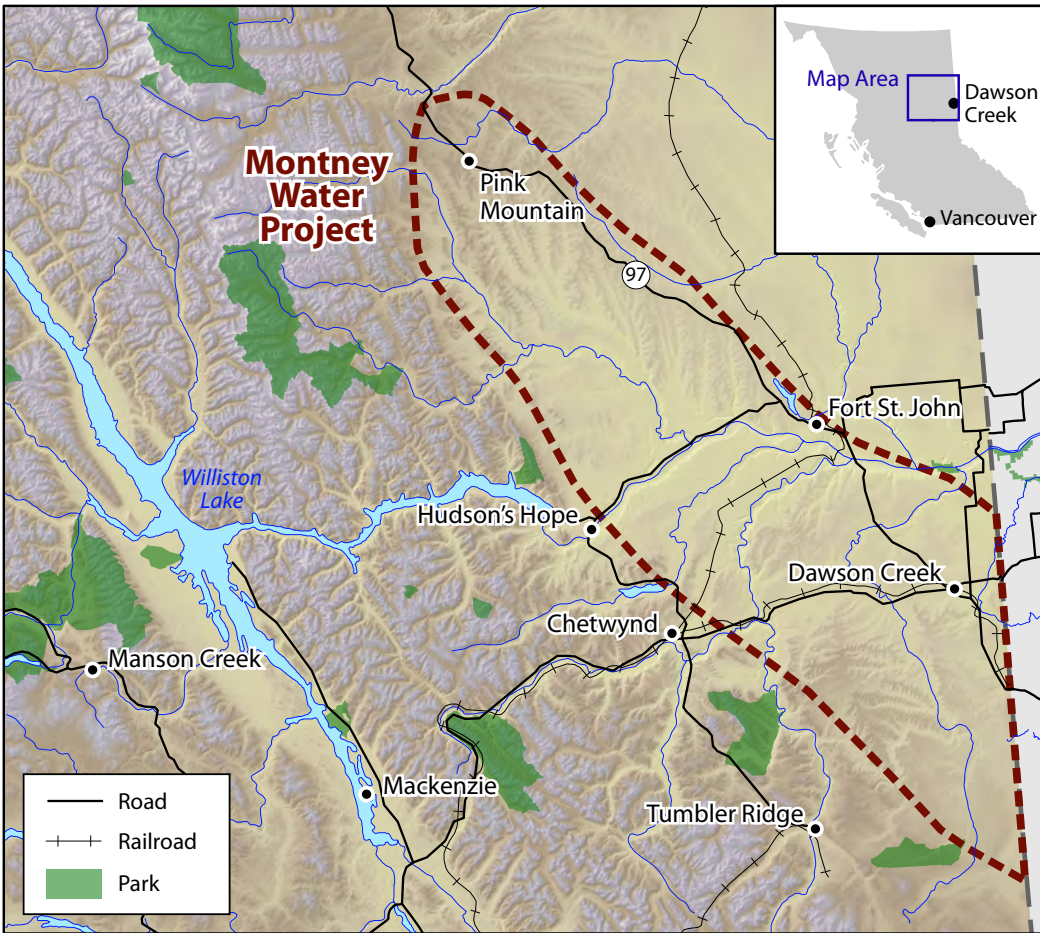 Map Area
Dawson
Creek
Vancouver
Montney
Water
Project
Pink
Mountain
97
Fort St. John
Williston
Lake
Hudson's Hope
Dawson Creek
Chetwynd
Manson Creek
Mackenzie
Tumbler Ridge
Road
Railroad
Park